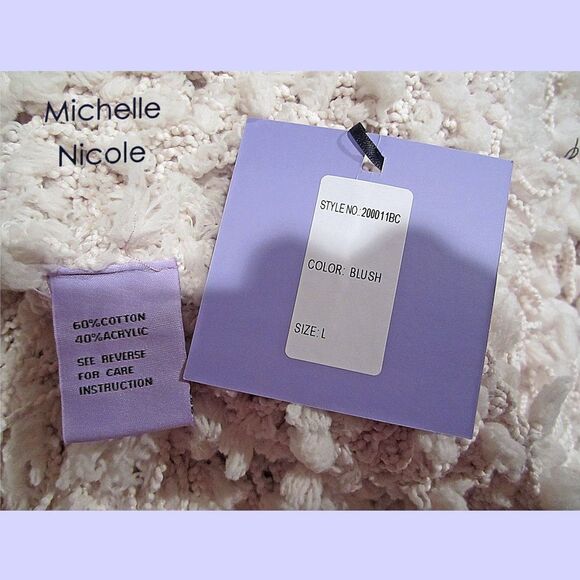 Michelle
Nicole
STYLE NO.:200011BC
COLOR: BLUSH
SIZE: L
60%COTTON
40%ACRYLIC
SEE REVERSE
FOR CARE
INSTRUCTION